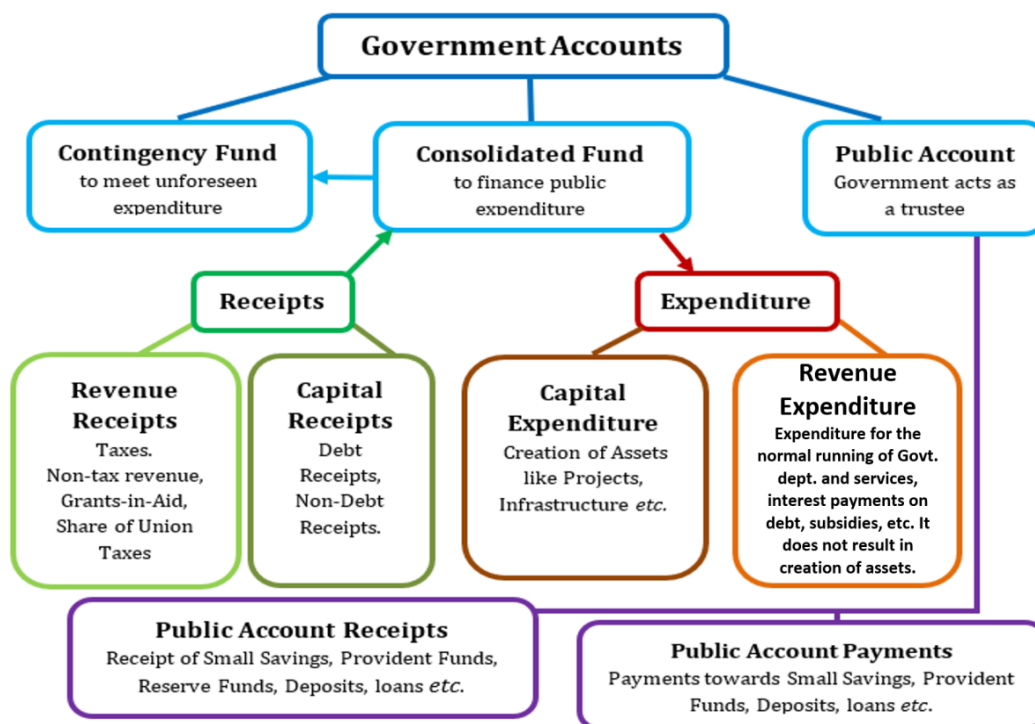 Government Accounts
Contingency Fund
to meet unforeseen
expenditure
Consolidated Fund
to finance public
expenditure
Public Account
Government acts as
a trustee
Receipts
Expenditure
Revenue
Receipts
Taxes.
Non-tax revenue,
Grants-in-Aid,
Share of Union
Taxes
Capital
Receipts
Debt
Receipts,
Non-Debt
Receipts.
Capital
Expenditure
Creation of Assets
like Projects,
Infrastructure etc.
Revenue
Expenditure
Expenditure for the
normal running of Govt.
dept. and services,
interest payments on
debt, subsidies, etc. It
does not result in
creation of assets.
Public Account Receipts
Receipt of Small Savings, Provident Funds,
Reserve Funds, Deposits, loans etc.
Public Account Payments
Payments towards Small Savings, Provident
Funds, Deposits, loans etc.